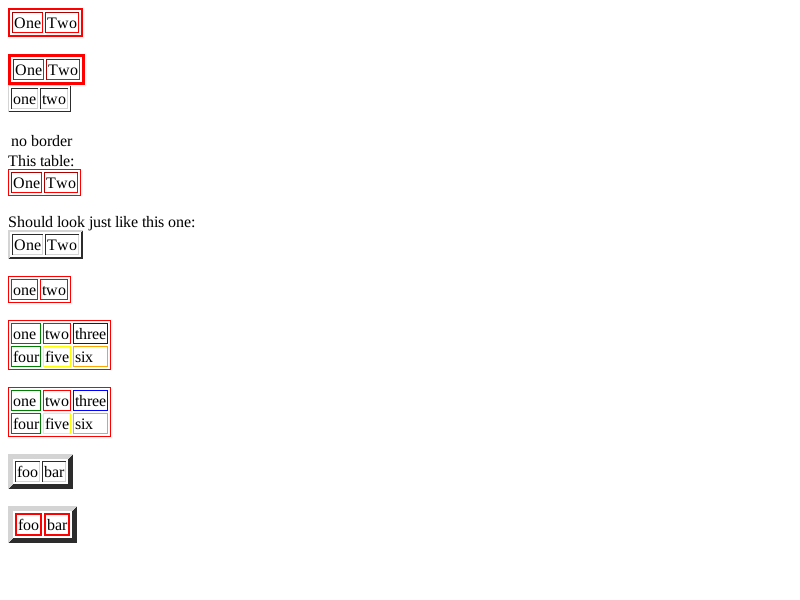 One Two
One Two
one two
no border
This table:
One Two
Should look just like this one:
One Two
one two
one two three
four five six
one two three
four five six
foo bar
foo bar